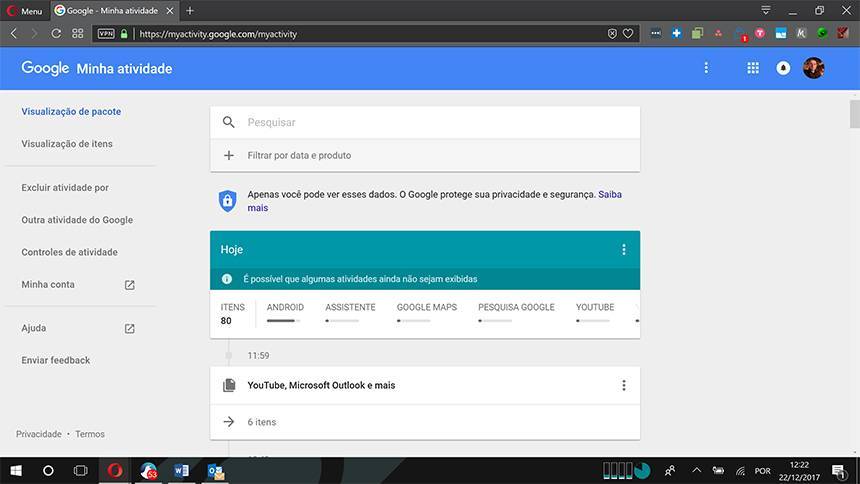 Menu
Google - Minha atividade
VPN
https://myactivity.google.com/myactivity
1
Google Minha atividade
Visualização de pacote
Visualização de itens
Excluir atividade por
Outra atividade do Google
Controles de atividade
Minha conta
Ajuda
Enviar feedback
Privacidade • Termos
Pesquisar
Filtrar por data e produto
Apenas você pode ver esses dados. O Google protege sua privacidade e segurança. Saiba
mais
Hoje
É possível que algumas atividades ainda não sejam exibidas
ITENS ANDROID ASSISTENTE GOOGLE MAPS PESQUISA GOOGLE YOUTUBE
80
11:59
YouTube, Microsoft Outlook e mais
6 itens
53
POR
12:22
22/12/2017
1